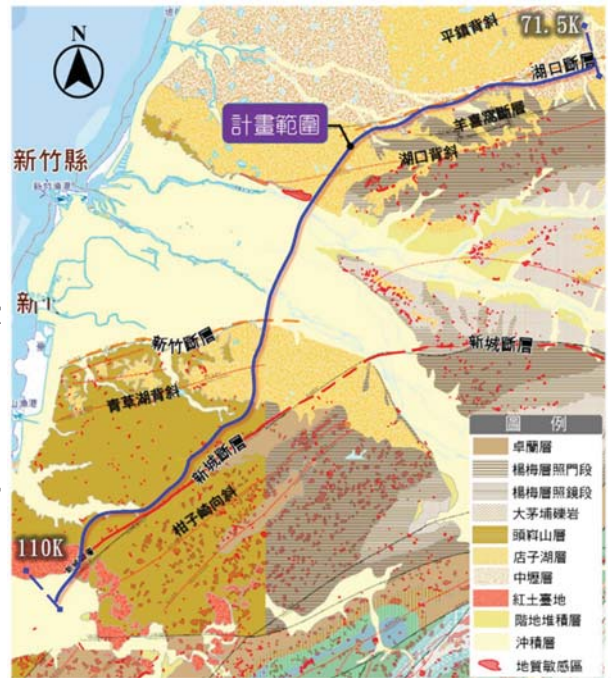 71.5K
平鎮背斜
N
湖口斷層
羊喜窩斷層
計畫範圍
湖口背斜
新竹縣
新竹漁港
新竹斷層
新城斷層
青草湖背斜
新城斷層
柑子崎向斜
110K
圖例
卓蘭層
楊梅層照門段
楊梅層照鏡段
大茅埔礫岩
頭嵙山層
店子湖層
中壢層
紅土臺地
階地堆積層
沖積層
地質敏感區